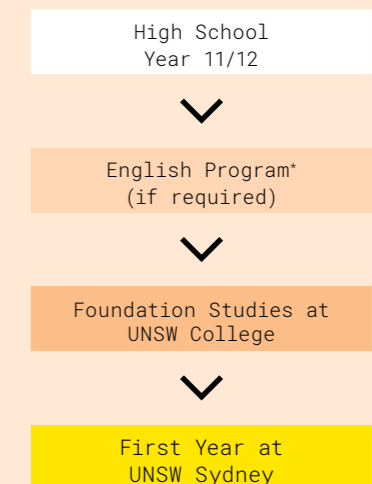 High School
Year 11/12
English Program*
(if required)
Foundation Studies at
UNSW College
First Year at
UNSW Sydney